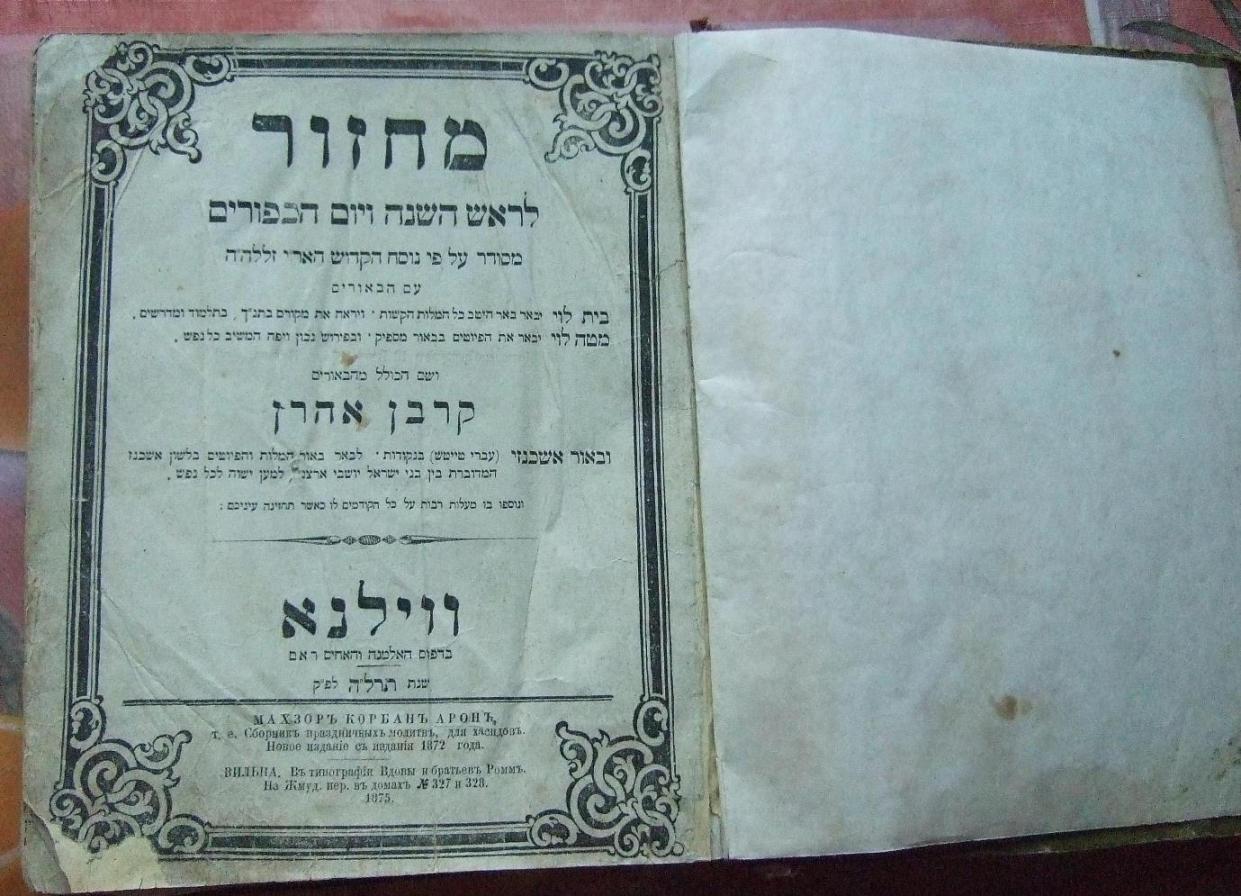 מחזור
לראש השנה ויום הכפורים
מסודר על פי נוסח הקדוש האר״י זללה״ה
עם הבאורים
בית לוי יבאר באר היטב כל המלות הקשות · ויראה את מקורם בתנ״ך, בתלמוד ומדרשים.
מטה לוי יבאר את הפיוטים בבאור מספיק · ובפירוש נכון ויפה המשיב כל נפש.
ושם הכולל מהבאורים
קרבן אהרן
ובאור אשכנזי (עברי טייטש) בנקודות · לבאר באור המלות והפיוטים בלשון אשכנז
המדוברת בין בני ישראל יושבי ארצנו, למען ישוה לכל נפש.
ונוספו בו מעלות רבות על כל הקודמים לו כאשר תחזינה עיניכם:
ווילנא
בדפוס האלמנה והאחים ראם
שנת תרל״ה לפ״ק
МАХЗОРЪ КОРБАНЪ АРОНЪ,
т. е. Сборникъ праздничныхъ молитвъ, для хасидовъ.
Новое изданіе съ изданія 1872 года.
ВИЛЬНА. Въ типографіи Вдовы и братьевъ Роммъ.
На Жмуд. пер. въ домахъ № 327 и 328.
1875.